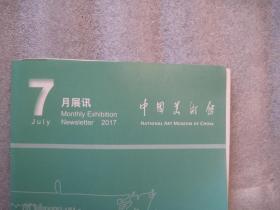 7
July
月展讯
Monthly Exhibition
Newsletter 2017
中国美术馆
NATIONAL ART MUSEUM OF CHINA